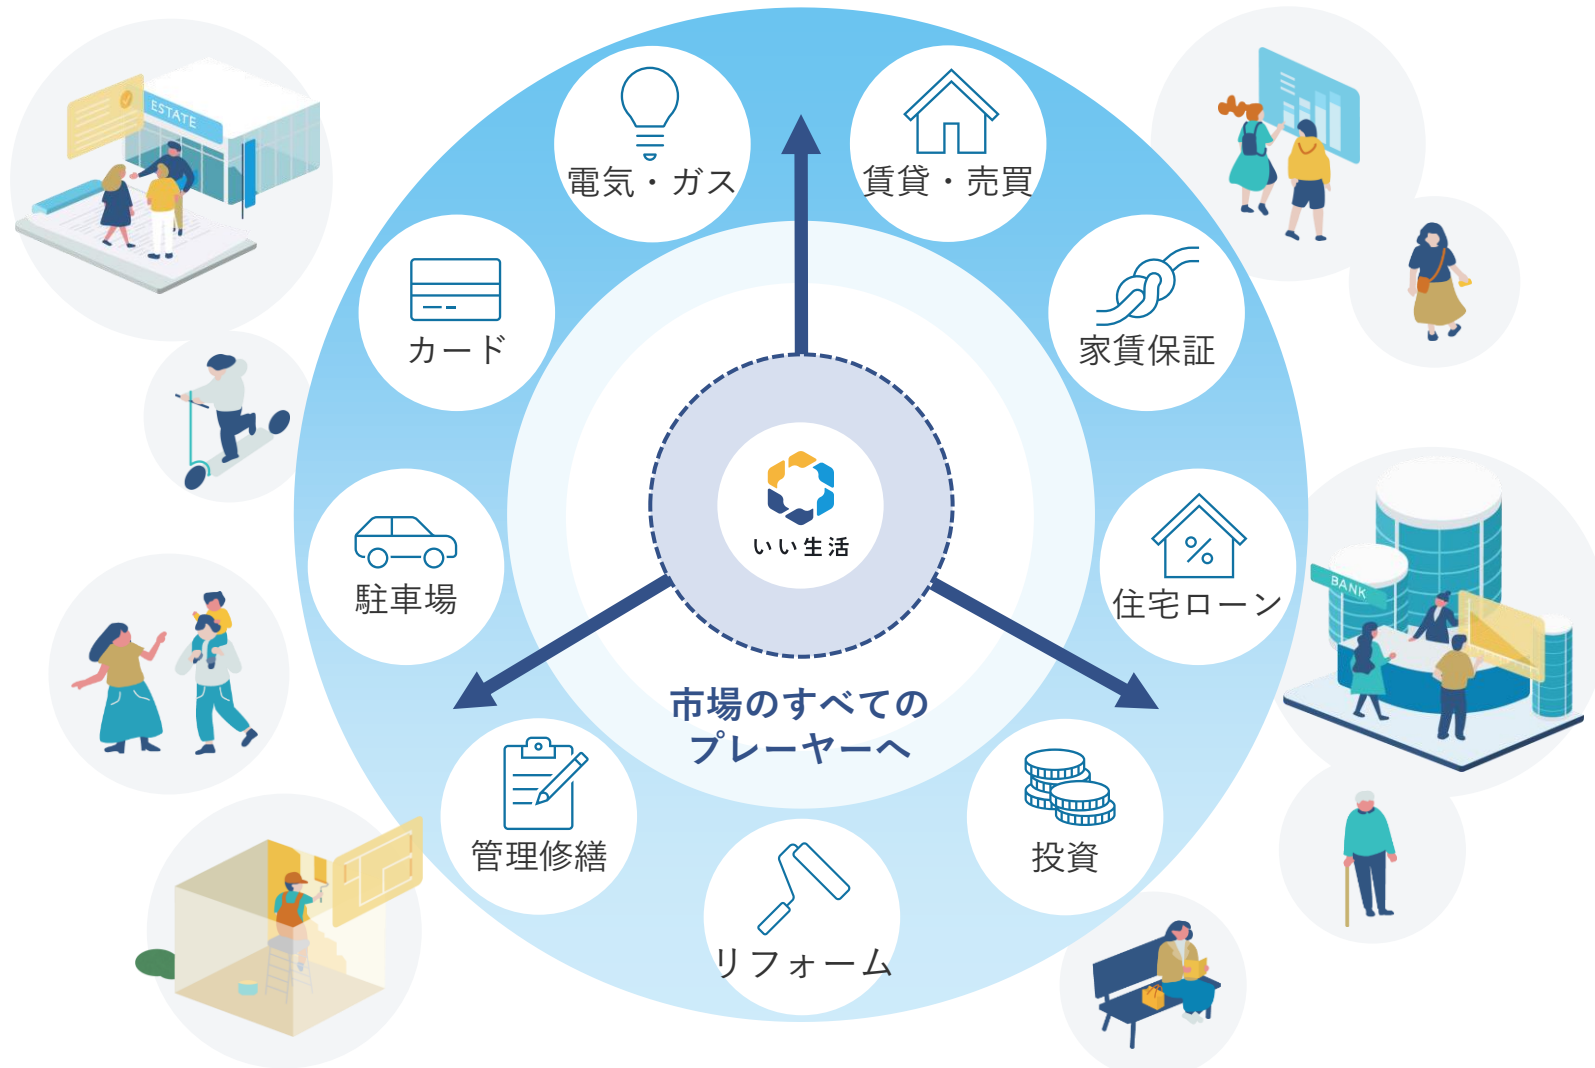 ESTATE
電気・ガス
賃貸・売買
カード
家賃保証
いい生活
駐車場
住宅ローン
BANK
市場のすべての
プレーヤーへ
管理修繕
投資
リフォーム